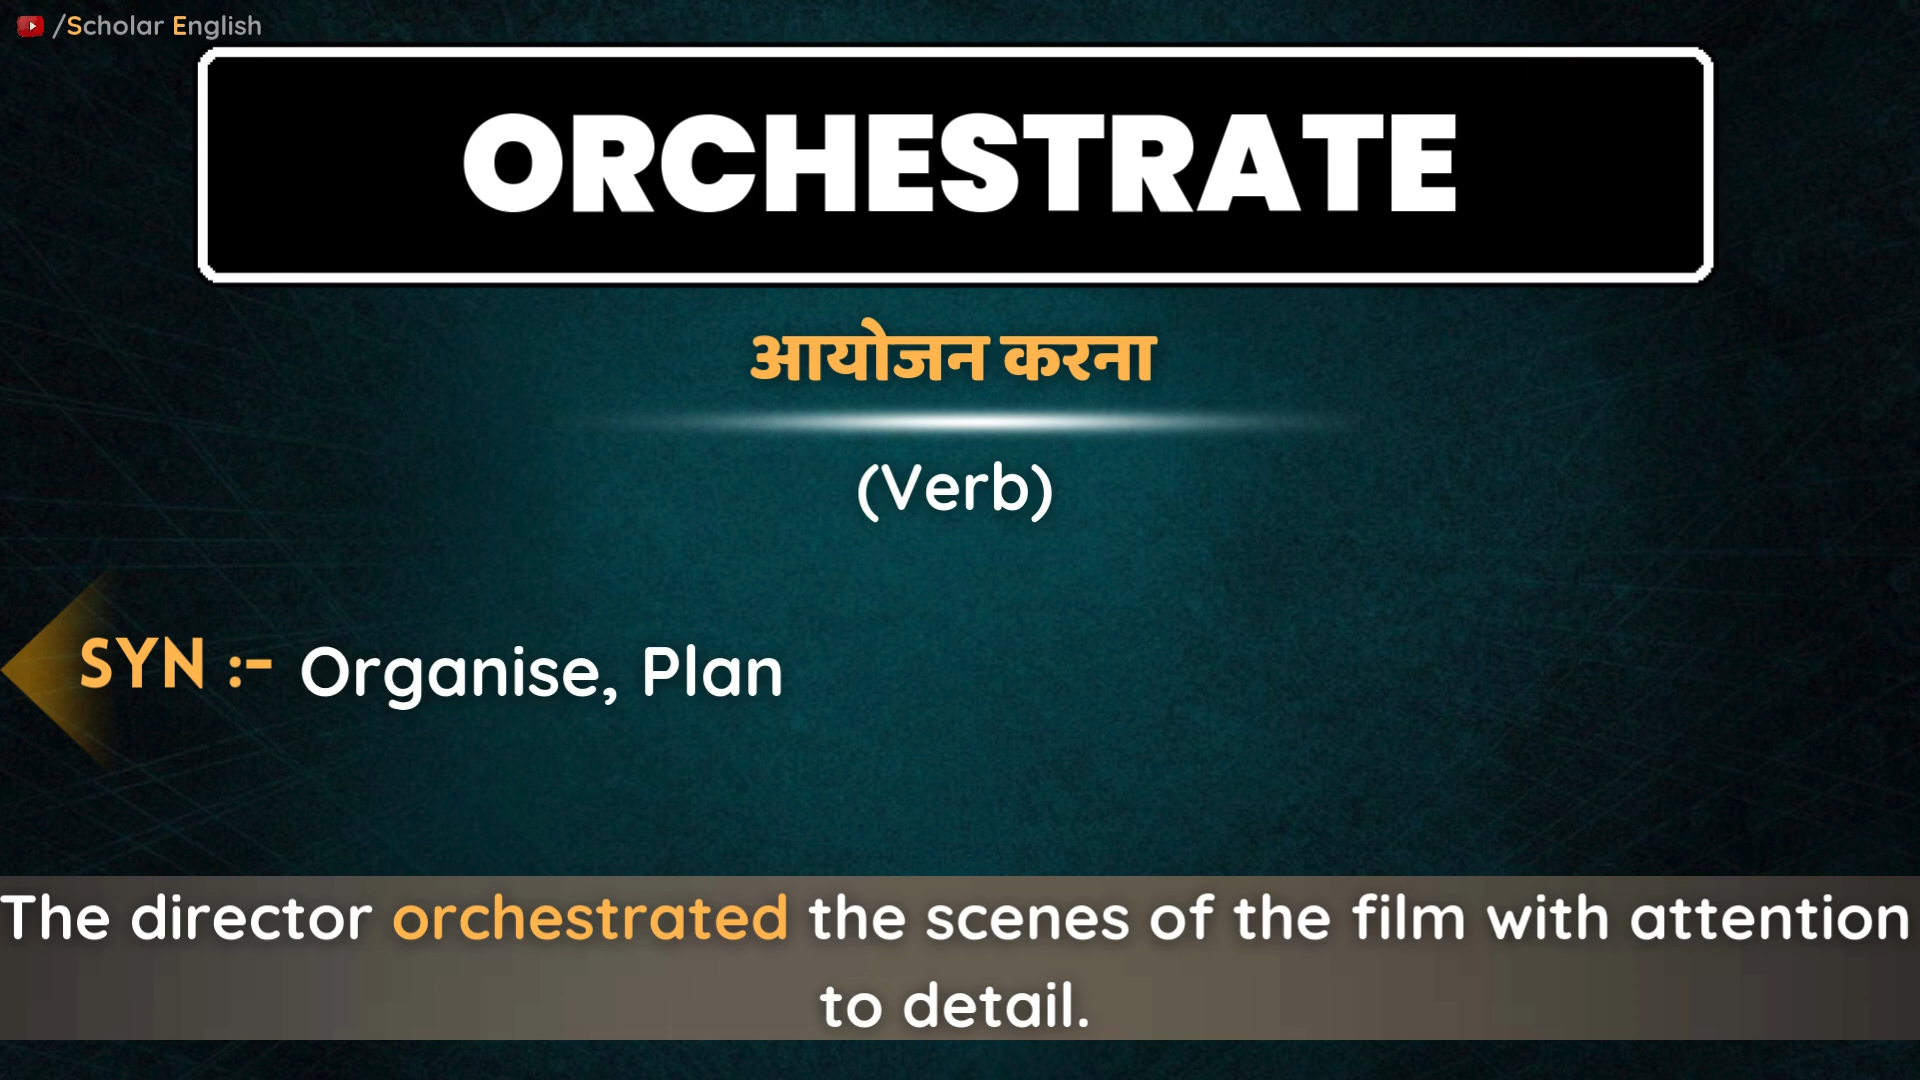 /Scholar English
ORCHESTRATE
आयोजन करना
(Verb)
SYN :- Organise, Plan
The director orchestrated the scenes of the film with attention
to detail.